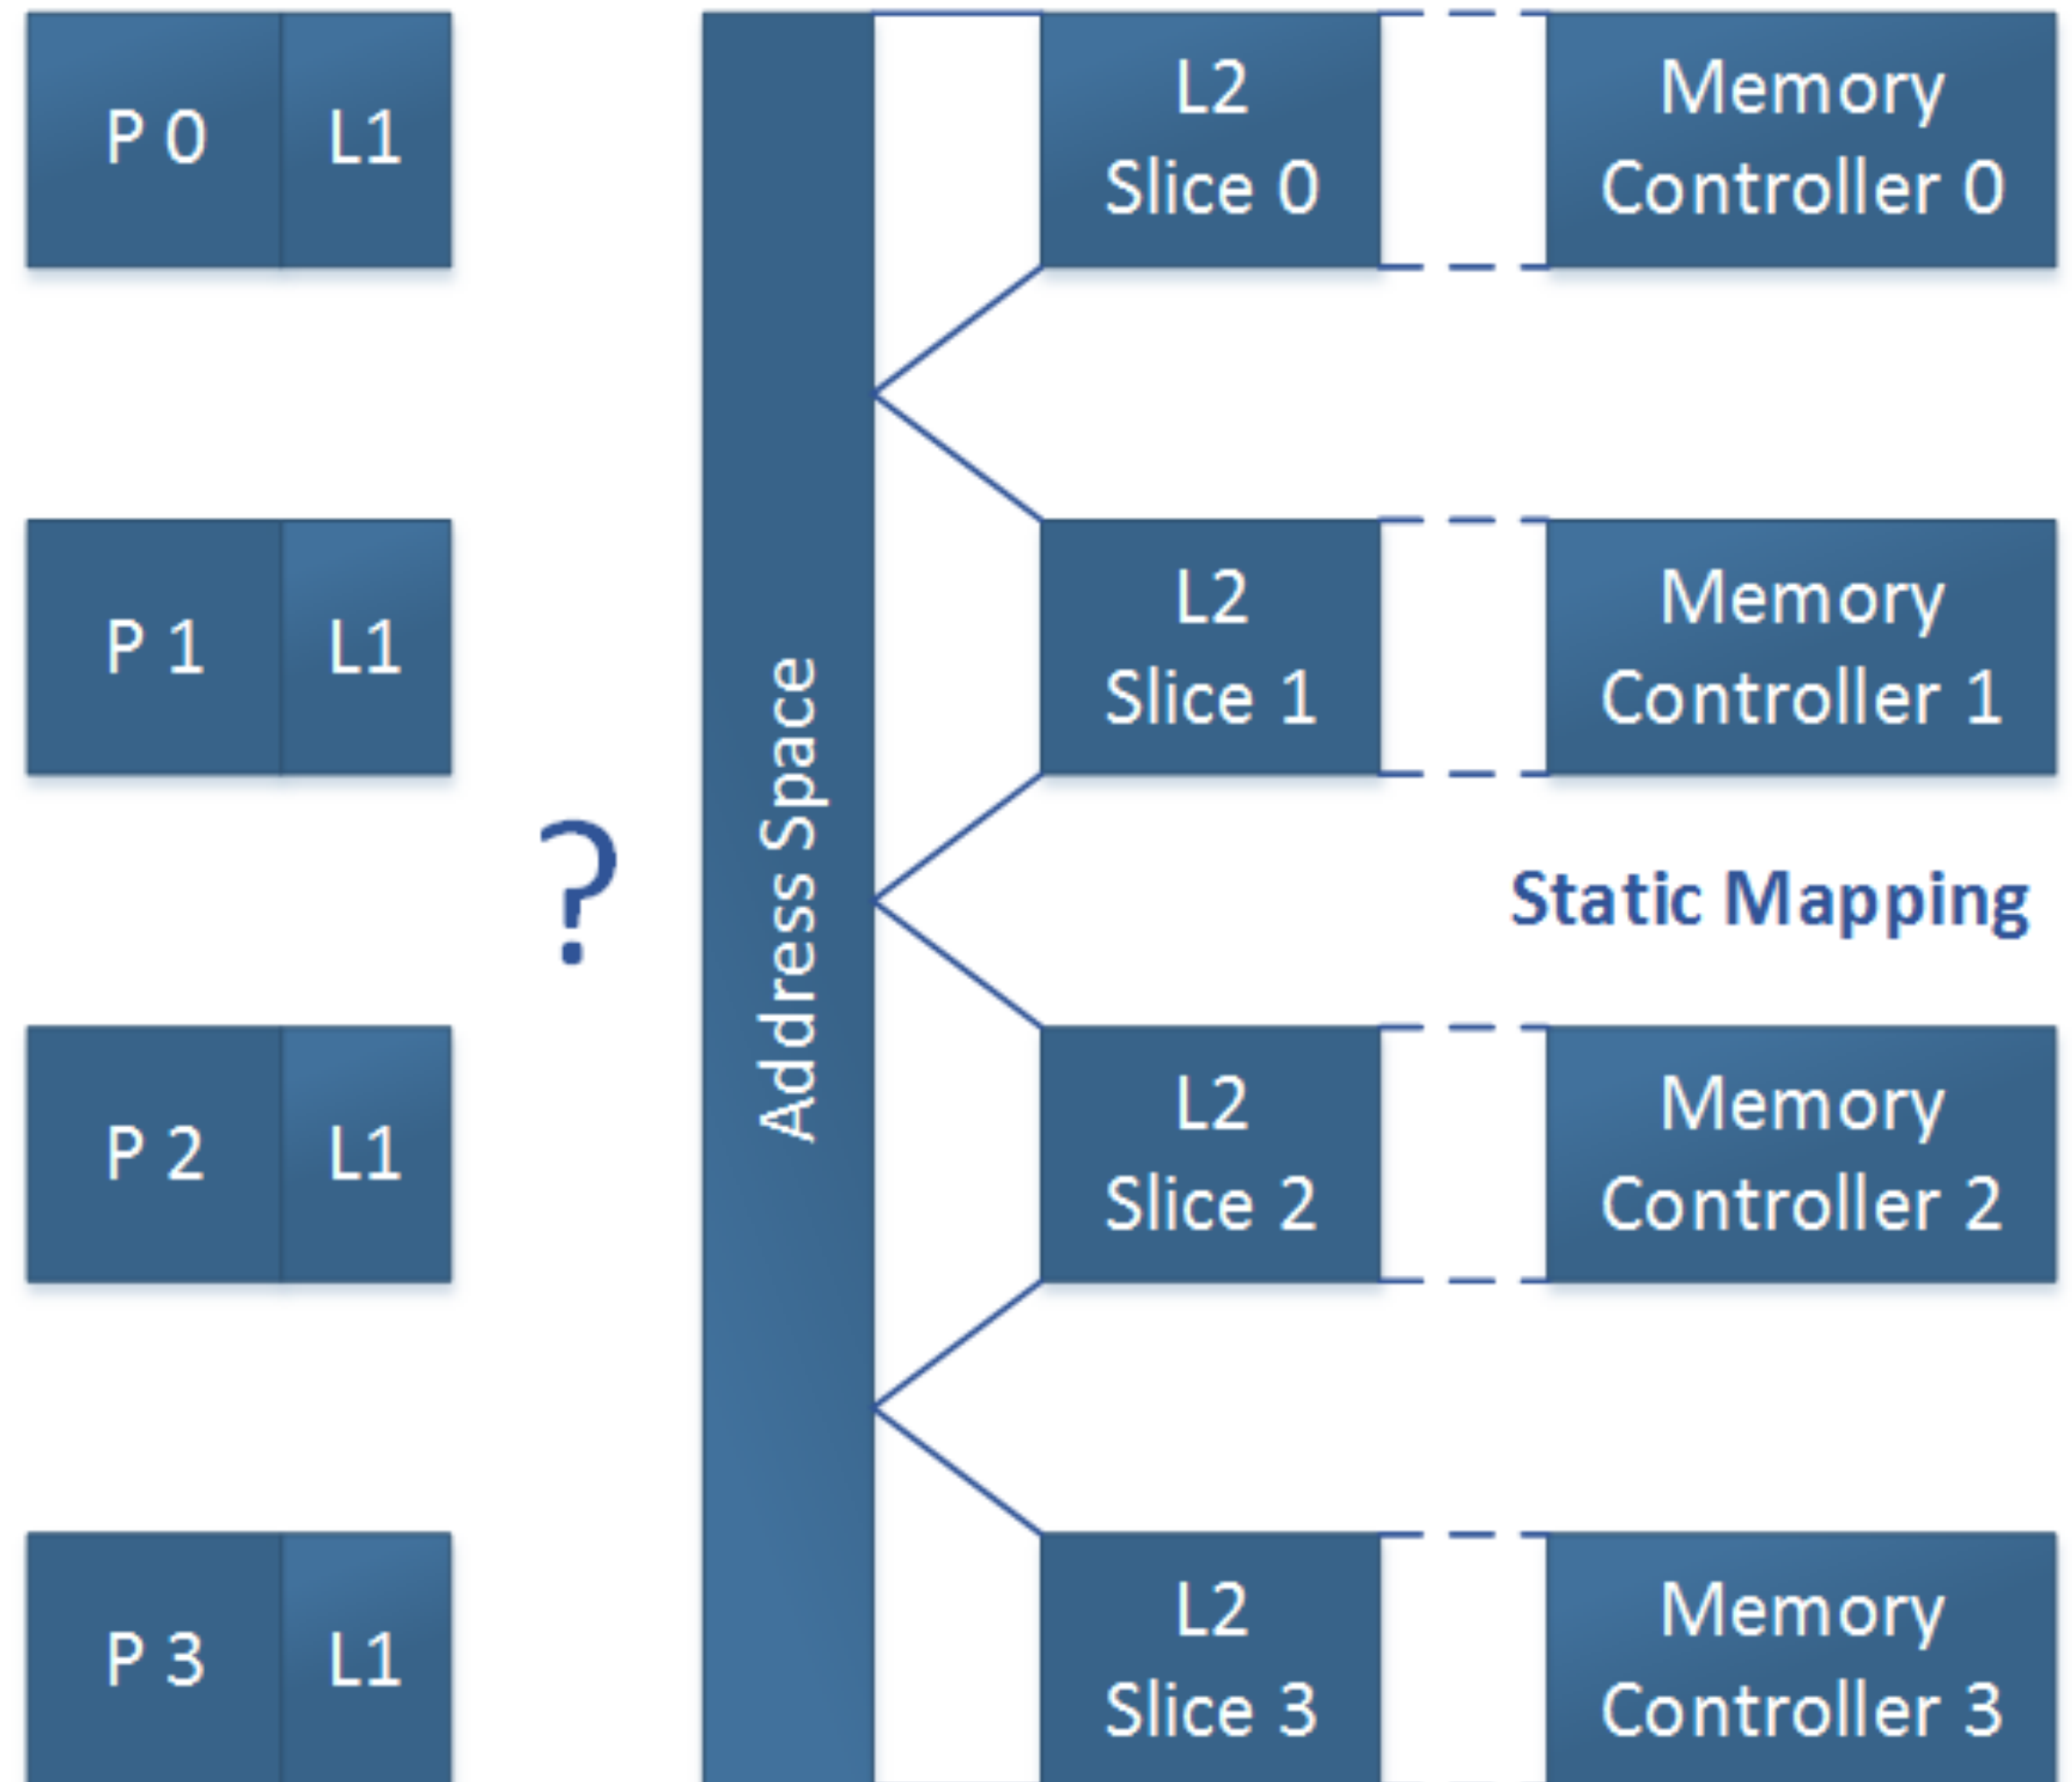 P 0
L1
L2
Slice 0
Memory
Controller 0
P 1
L1
L2
Slice 1
Memory
Controller 1
?
Address Space
Static Mapping
P 2
L1
L2
Slice 2
Memory
Controller 2
P 3
L1
L2
Slice 3
Memory
Controller 3